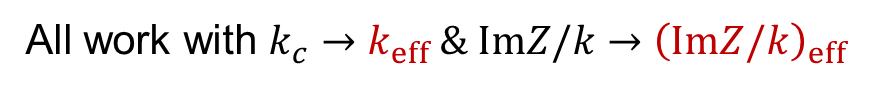 All work with k_c → k_eff & ImZ/k → (ImZ/k)_eff